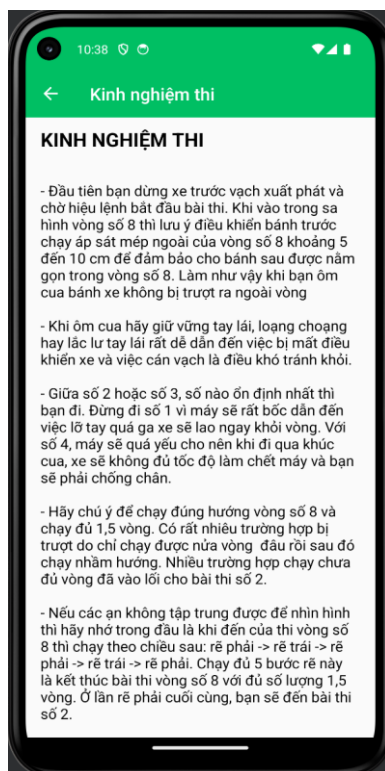 10:38
Kinh nghiệm thi
KINH NGHIỆM THI
- Đầu tiên bạn dừng xe trước vạch xuất phát và
chờ hiệu lệnh bắt đầu bài thi. Khi vào trong sa
hình vòng số 8 thì lưu ý điều khiển bánh trước
chạy áp sát mép ngoài của vòng số 8 khoảng 5
đến 10 cm để đảm bảo cho bánh sau được nằm
gọn trong vòng số 8. Làm như vậy khi bạn ôm
cua bánh xe không bị trượt ra ngoài vòng
- Khi ôm cua hãy giữ vững tay lái, loạng choạng
hay lắc lư tay lái rất dễ dẫn đến việc bị mất điều
khiển xe và việc cán vạch là điều khó tránh khỏi.
- Giữa số 2 hoặc số 3, số nào ổn định nhất thì
bạn đi. Đừng đi số 1 vì máy sẽ rất bốc dẫn đến
việc lỡ tay quá ga xe sẽ lao ngay khỏi vòng. Với
số 4, máy sẽ quá yếu cho nên khi đi qua khúc
cua, xe sẽ không đủ tốc độ làm chết máy và bạn
sẽ phải chống chân.
- Hãy chú ý để chạy đúng hướng vòng số 8 và
chạy đủ 1,5 vòng. Có rất nhiêu trường hợp bị
trượt do chỉ chạy được nửa vòng  đâu rồi sau đó
chạy nhầm hướng. Nhiều trường hợp chạy chưa
đủ vòng đã vào lối cho bài thi số 2.
- Nếu các ạn không tập trung được để nhìn hình
thì hãy nhớ trong đầu là khi đến của thi vòng số
8 thì chạy theo chiều sau: rẽ phải -> rẽ trái -> rẽ
phải -> rẽ trái -> rẽ phải. Chạy đủ 5 bước rẽ này
là kết thúc bài thi vòng số 8 với đủ số lượng 1,5
vòng. Ở lần rẽ phải cuối cùng, bạn sẽ đến bài thi
số 2.